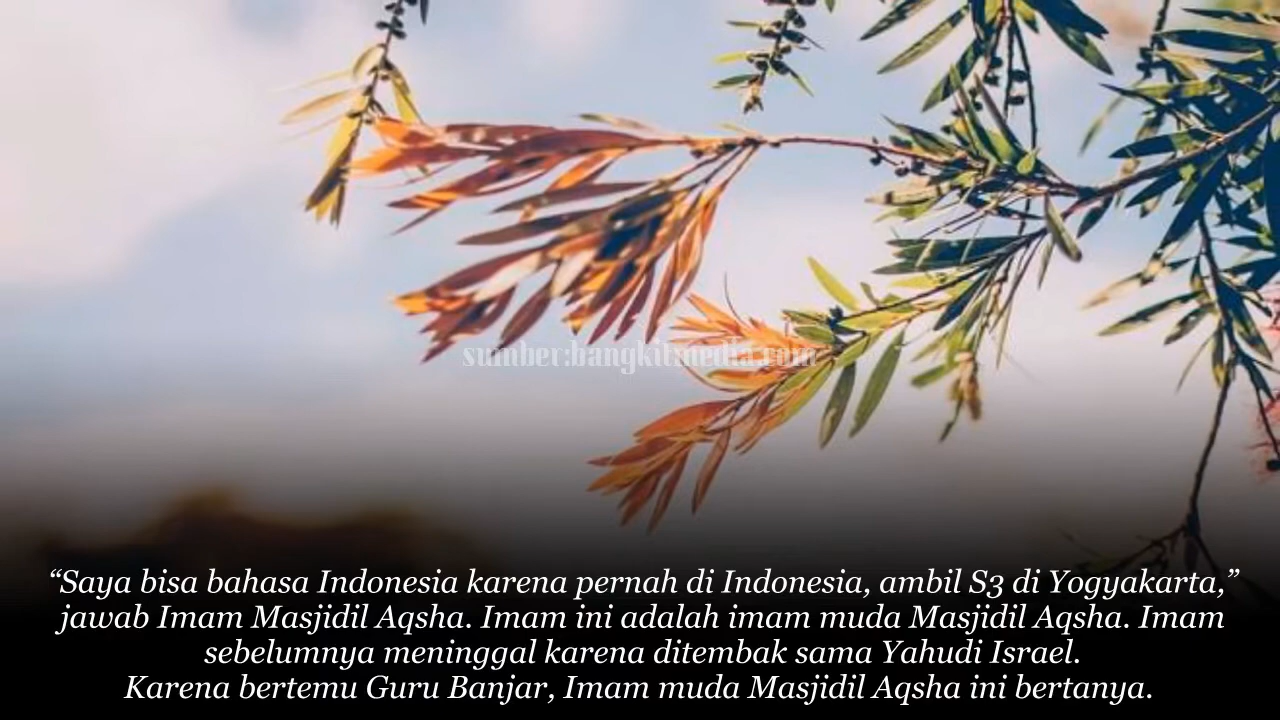 sumber:bangkitmedia.com
“Saya bisa bahasa Indonesia karena pernah di Indonesia, ambil S3 di Yogyakarta,”
jawab Imam Masjidil Aqsha. Imam ini adalah imam muda Masjidil Aqsha. Imam
sebelumnya meninggal karena ditembak sama Yahudi Israel.
Karena bertemu Guru Banjar, Imam muda Masjidil Aqsha ini bertanya.